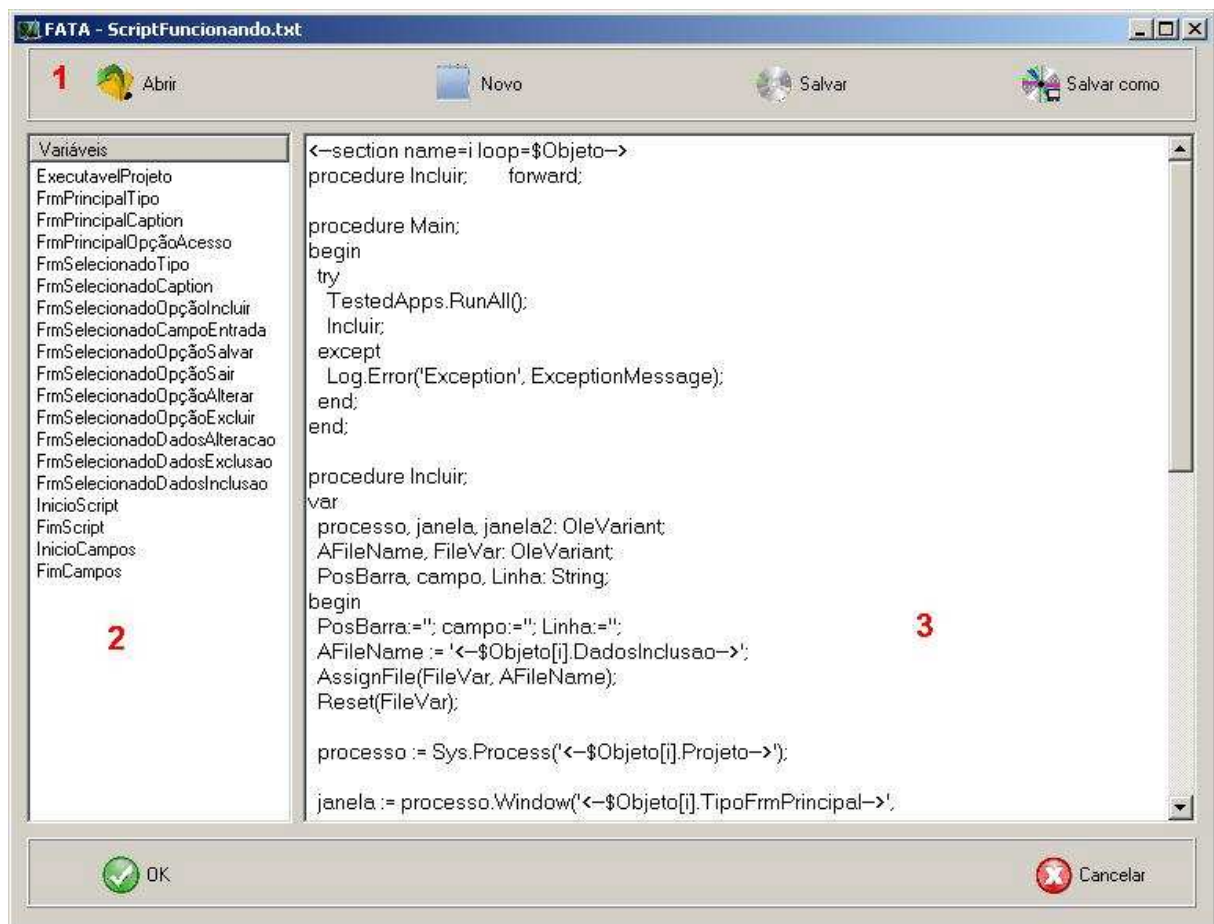 FATA - ScriptFuncionando.txt
1 Abrir Novo Salvar Salvar como
Variáveis
ExecutavelProjeto
FrmPrincipalTipo
FrmPrincipalCaption
FrmPrincipalOpçãoAcesso
FrmSelecionadoTipo
FrmSelecionadoCaption
FrmSelecionadoOpçãoIncluir
FrmSelecionadoCampoEntrada
FrmSelecionadoOpçãoSalvar
FrmSelecionadoOpçãoSair
FrmSelecionadoOpçãoAlterar
FrmSelecionadoOpçãoExcluir
FrmSelecionadoDadosAlteracao
FrmSelecionadoDadosExclusao
FrmSelecionadoDadosInclusao
InicioScript
FimScript
InicioCampos
FimCampos
2
<--section name=i loop=$Objeto-->
procedure Incluir; forward;
procedure Main;
begin
try
TestedApps.RunAll();
Incluir;
except
Log.Error('Exception', ExceptionMessage);
end;
end;
procedure Incluir;
var
processo, janela, janela2: OleVariant;
AFileName, FileVar: OleVariant;
PosBarra, campo, Linha: String;
begin
PosBarra:=''; campo:=''; Linha:='';
AFileName := '<--$Objeto[i].DadosInclusao-->';
AssignFile(FileVar, AFileName);
Reset(FileVar);
processo := Sys.Process('<--$Objeto[i].Projeto-->');
janela := processo.Window('<--$Objeto[i].TipoFrmPrincipal-->',
3
OK Cancelar